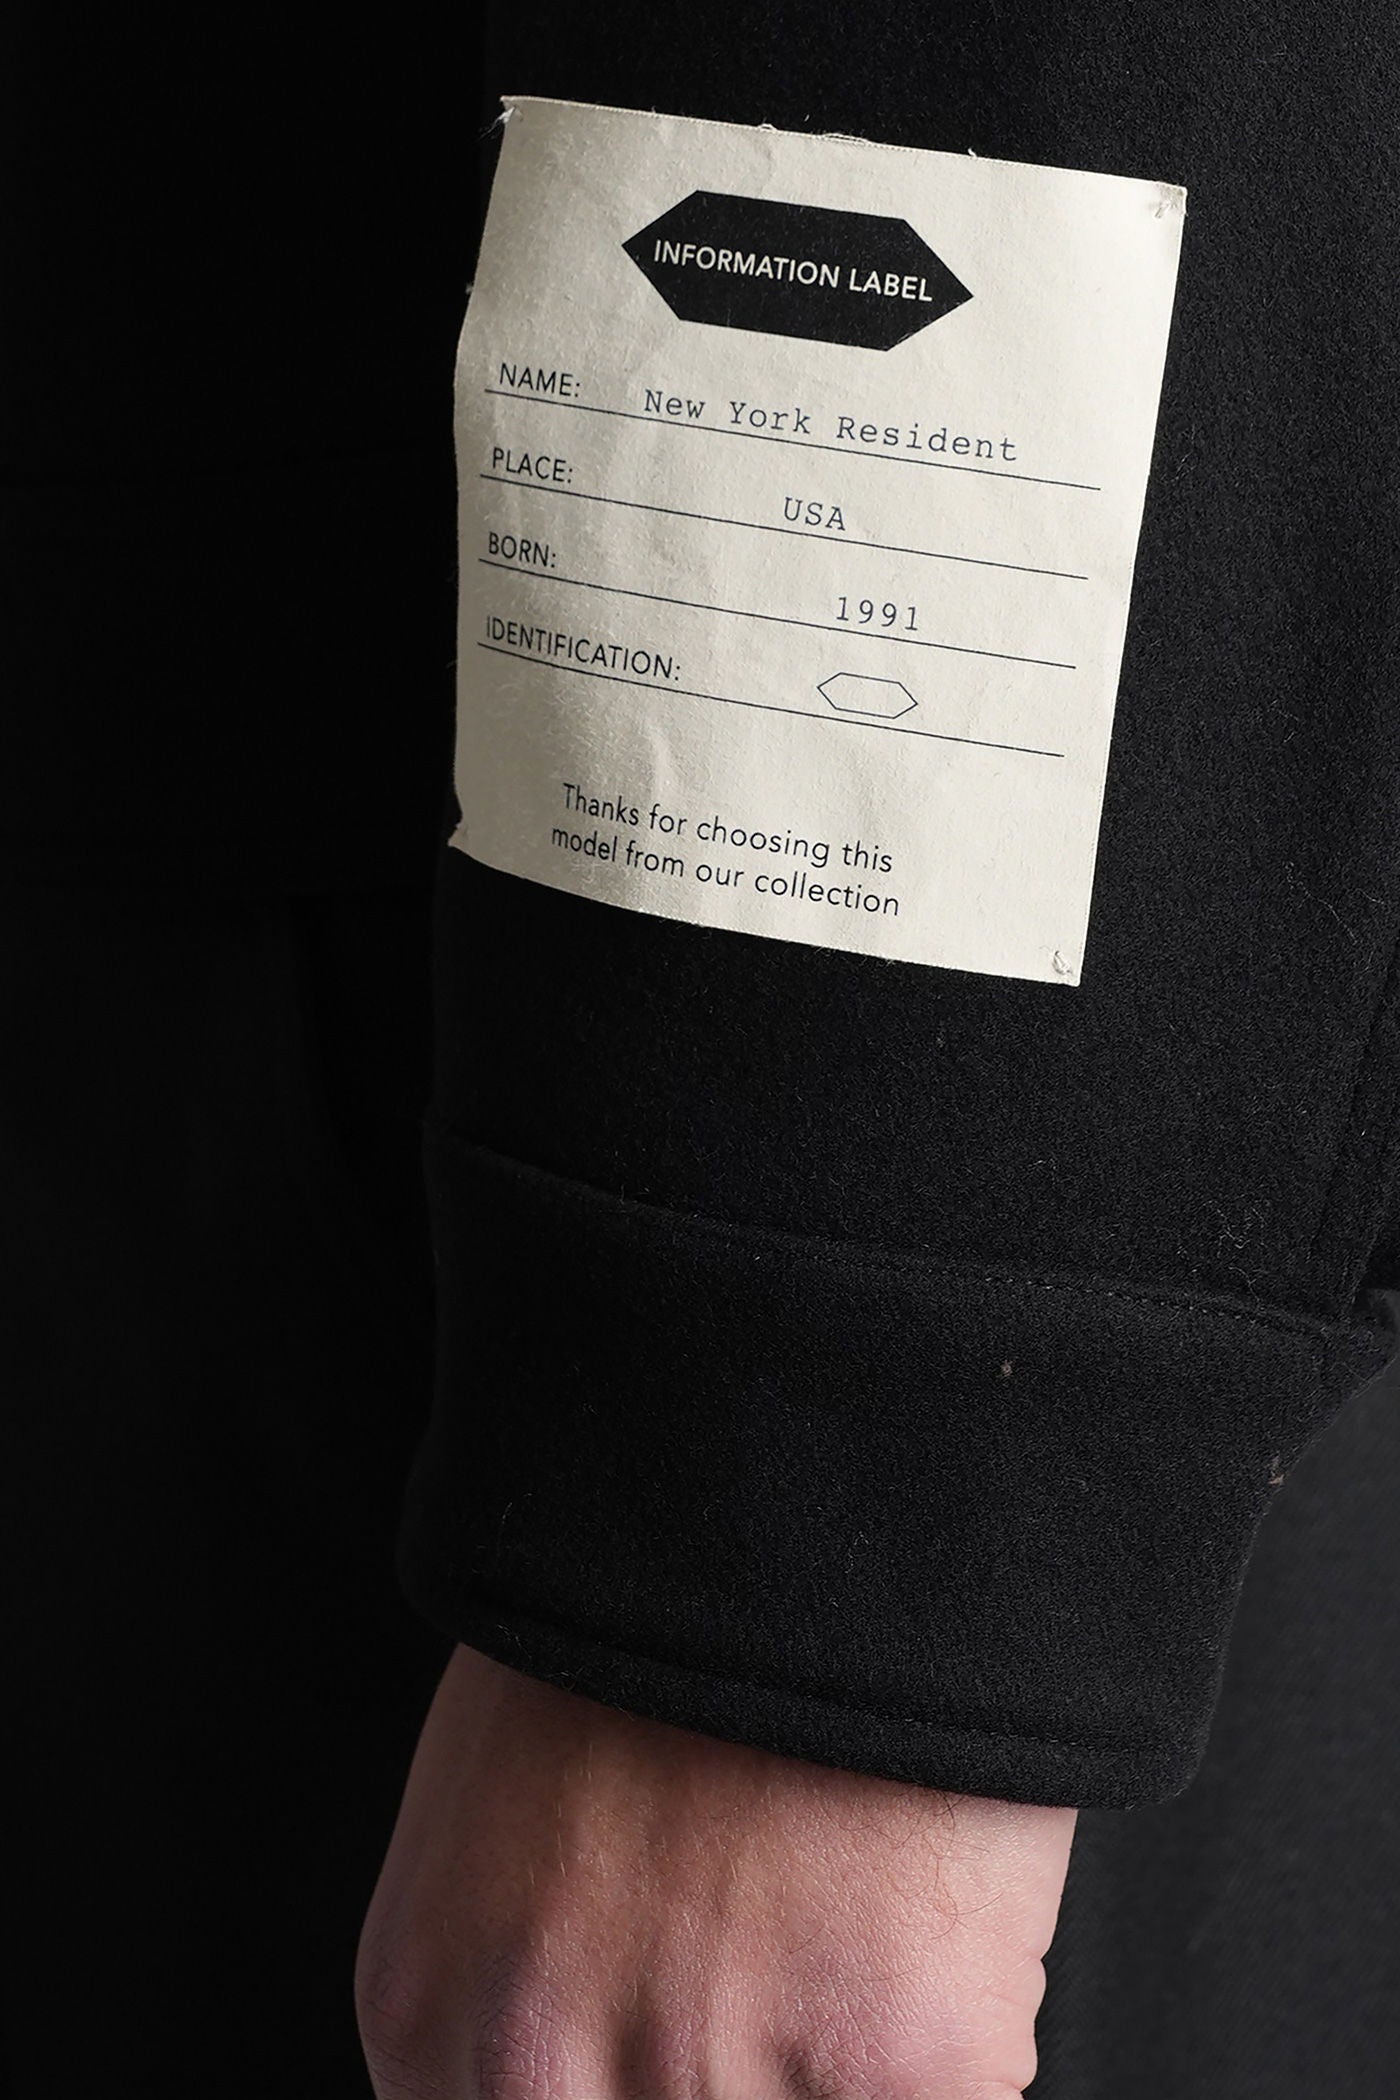 INFORMATION LABEL
NAME: New York Resident
PLACE: USA
BORN: 1991
IDENTIFICATION:
Thanks for choosing this
model from our collection